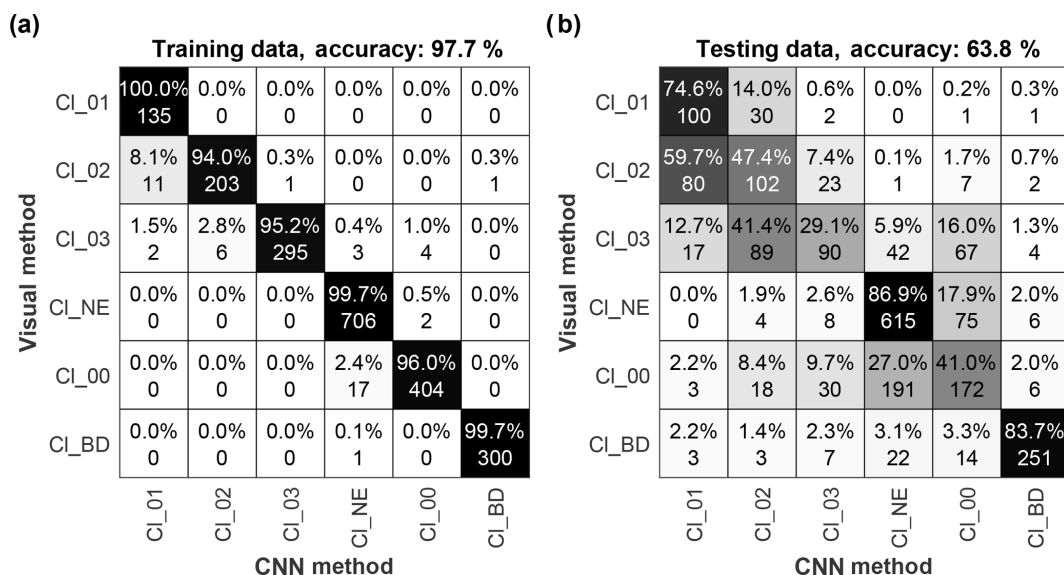 (a)
Training data, accuracy: 97.7 %
Visual method
CI_01
100.0% 0.0% 0.0% 0.0% 0.0% 0.0%
135 0 0 0 0 0
CI_02
8.1% 94.0% 0.3% 0.0% 0.0% 0.3%
11 203 1 0 0 1
CI_03
1.5% 2.8% 95.2% 0.4% 1.0% 0.0%
2 6 295 3 4 0
CI_NE
0.0% 0.0% 0.0% 99.7% 0.5% 0.0%
0 0 0 706 2 0
CI_00
0.0% 0.0% 0.0% 2.4% 96.0% 0.0%
0 0 0 17 404 0
CI_BD
0.0% 0.0% 0.0% 0.1% 0.0% 99.7%
0 0 0 1 0 300
CI_01 CI_02 CI_03 CI_NE CI_00 CI_BD
CNN method
(b)
Testing data, accuracy: 63.8 %
Visual method
CI_01
74.6% 14.0% 0.6% 0.0% 0.2% 0.3%
100 30 2 0 1 1
CI_02
59.7% 47.4% 7.4% 0.1% 1.7% 0.7%
80 102 23 1 7 2
CI_03
12.7% 41.4% 29.1% 5.9% 16.0% 1.3%
17 89 90 42 67 4
CI_NE
0.0% 1.9% 2.6% 86.9% 17.9% 2.0%
0 4 8 615 75 6
CI_00
2.2% 8.4% 9.7% 27.0% 41.0% 2.0%
3 18 30 191 172 6
CI_BD
2.2% 1.4% 2.3% 3.1% 3.3% 83.7%
3 3 7 22 14 251
CI_01 CI_02 CI_03 CI_NE CI_00 CI_BD
CNN method